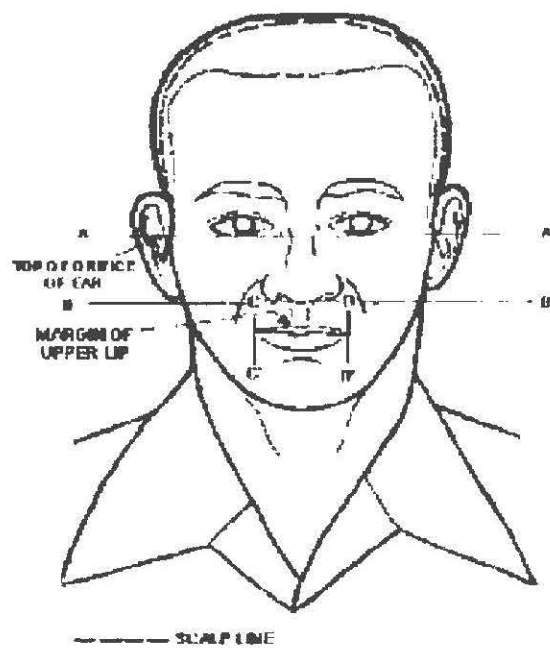 A A
TOP OF ORIFICE
OF EAR
B B
MARGIN OF
UPPER LIP
C D
C' D'
SCALP LINE